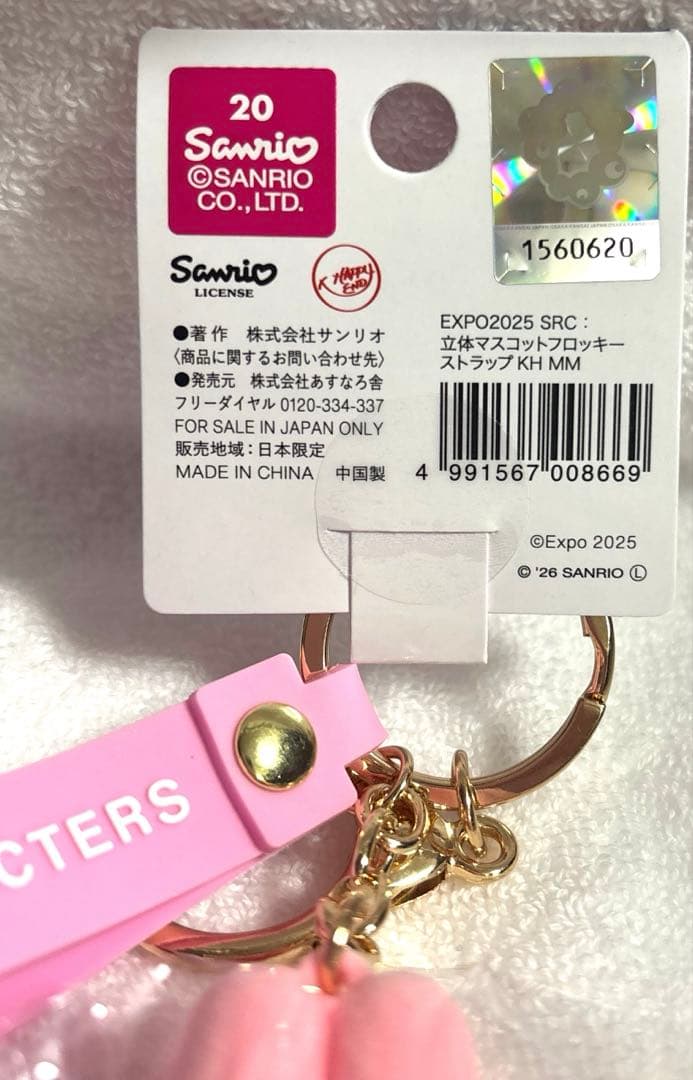 20
Sanrio
©SANRIO
CO.,LTD.
Sanrio
LICENSE
HAPPY
END
1560620
●著作 株式会社サンリオ
〈商品に関するお問い合わせ先〉
●発売元 株式会社あすなろ舎
フリーダイヤル 0120-334-337
FOR SALE IN JAPAN ONLY
販売地域：日本限定
MADE IN CHINA 中国製
EXPO2025 SRC：
立体マスコットフロッキー
ストラップ KH MM
4 991567 008669
©Expo 2025
© '26 SANRIO Ⓛ
CTERS